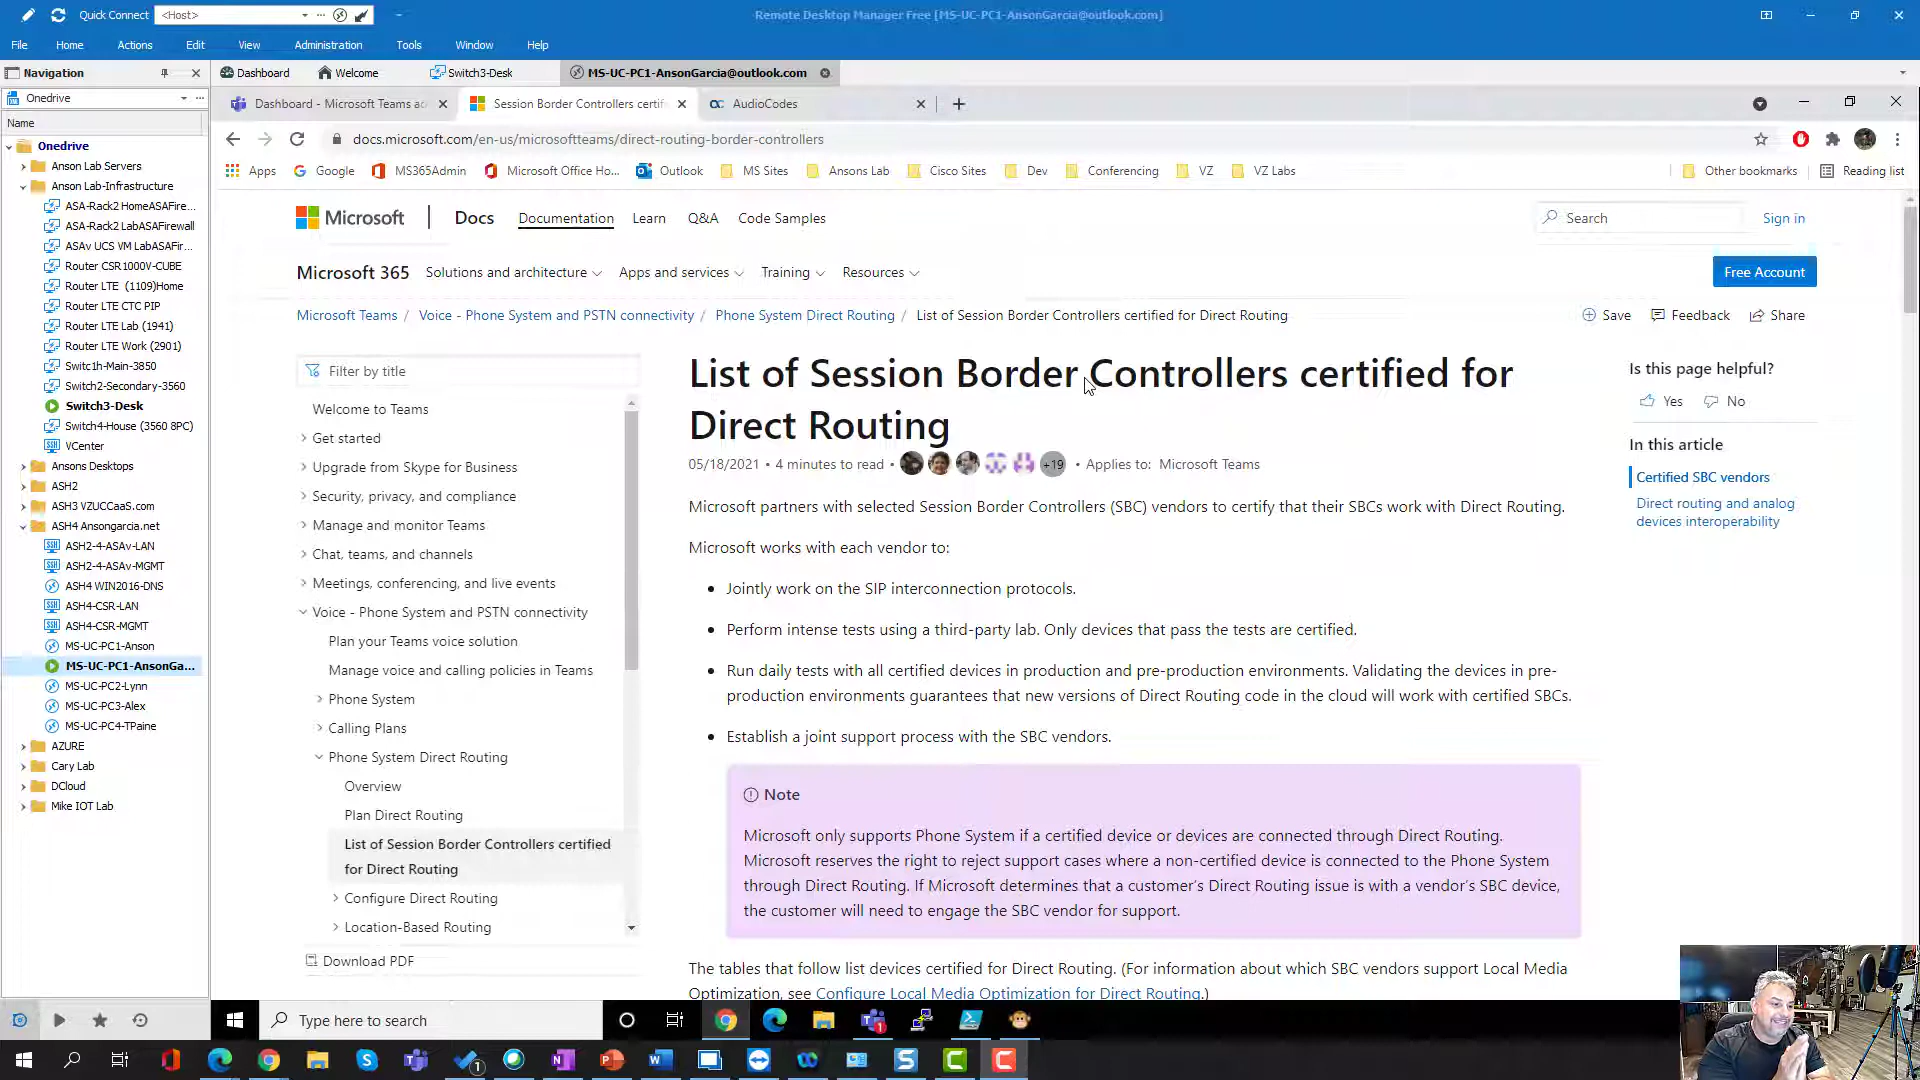 Quick Connect <Host>
Remote Desktop Manager Free [MS-UC-PC1-AnsonGarcia@outlook.com]
File Home Actions Edit View Administration Tools Window Help
Navigation
Dashboard Welcome Switch3-Desk MS-UC-PC1-AnsonGarcia@outlook.com
Onedrive
Name
Onedrive
Anson Lab Servers
Anson Lab-Infrastructure
ASA-Rack2 HomeASAFire...
ASA-Rack2 LabASAFirewall
ASAv UCS VM LabASAFir...
Router CSR1000V-CUBE
Router LTE (1109)Home
Router LTE CTC PIP
Router LTE Lab (1941)
Router LTE Work (2901)
Switc1h-Main-3850
Switch2-Secondary-3560
Switch3-Desk
Switch4-House (3560 8PC)
VCenter
Ansons Desktops
ASH2
ASH3 VZUCCaaS.com
ASH4 Ansongarcia.net
ASH2-4-ASAv-LAN
ASH2-4-ASAv-MGMT
ASH4 WIN2016-DNS
ASH4-CSR-LAN
ASH4-CSR-MGMT
MS-UC-PC1-Anson
MS-UC-PC1-AnsonGa...
MS-UC-PC2-Lynn
MS-UC-PC3-Alex
MS-UC-PC4-TPaine
AZURE
Cary Lab
DCloud
Mike IOT Lab
Dashboard - Microsoft Teams ad Session Border Controllers certifi AudioCodes
docs.microsoft.com/en-us/microsoftteams/direct-routing-border-controllers
Apps Google MS365Admin Microsoft Office Ho... Outlook MS Sites Ansons Lab Cisco Sites Dev Conferencing VZ VZ Labs Other bookmarks Reading list
Microsoft Docs Documentation Learn Q&A Code Samples Search Sign in
Microsoft 365 Solutions and architecture Apps and services Training Resources Free Account
Microsoft Teams / Voice - Phone System and PSTN connectivity / Phone System Direct Routing / List of Session Border Controllers certified for Direct Routing Save Feedback Share
Filter by title
Welcome to Teams
Get started
Upgrade from Skype for Business
Security, privacy, and compliance
Manage and monitor Teams
Chat, teams, and channels
Meetings, conferencing, and live events
Voice - Phone System and PSTN connectivity
Plan your Teams voice solution
Manage voice and calling policies in Teams
Phone System
Calling Plans
Phone System Direct Routing
Overview
Plan Direct Routing
List of Session Border Controllers certified
for Direct Routing
Configure Direct Routing
Location-Based Routing
Download PDF
List of Session Border Controllers certified for
Direct Routing
05/18/2021 • 4 minutes to read +19 • Applies to: Microsoft Teams
Microsoft partners with selected Session Border Controllers (SBC) vendors to certify that their SBCs work with Direct Routing.
Microsoft works with each vendor to:
• Jointly work on the SIP interconnection protocols.
• Perform intense tests using a third-party lab. Only devices that pass the tests are certified.
• Run daily tests with all certified devices in production and pre-production environments. Validating the devices in pre-
production environments guarantees that new versions of Direct Routing code in the cloud will work with certified SBCs.
• Establish a joint support process with the SBC vendors.
Note
Microsoft only supports Phone System if a certified device or devices are connected through Direct Routing.
Microsoft reserves the right to reject support cases where a non-certified device is connected to the Phone System
through Direct Routing. If Microsoft determines that a customer's Direct Routing issue is with a vendor's SBC device,
the customer will need to engage the SBC vendor for support.
The tables that follow list devices certified for Direct Routing. (For information about which SBC vendors support Local Media
Optimization, see Configure Local Media Optimization for Direct Routing.)
Is this page helpful?
Yes No
In this article
Certified SBC vendors
Direct routing and analog
devices interoperability
Type here to search
1
1